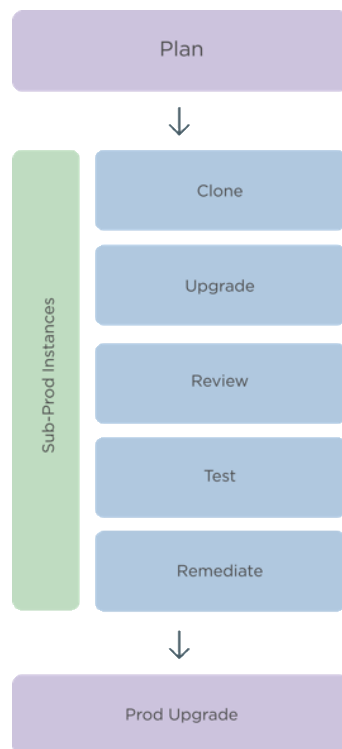 Plan
Sub-Prod Instances
Clone
Upgrade
Review
Test
Remediate
Prod Upgrade